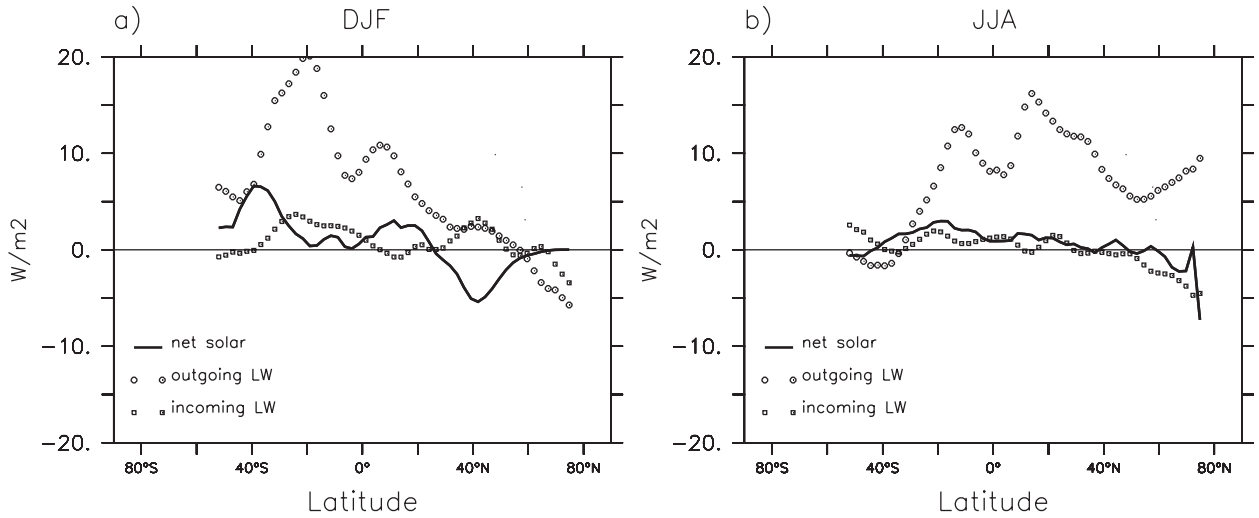 a) DJF
20.
10.
0.
-10.
-20.
W/m2
net solar
outgoing LW
incoming LW
80°S 40°S 0° 40°N 80°N
Latitude
b) JJA
20.
10.
0.
-10.
-20.
W/m2
net solar
outgoing LW
incoming LW
80°S 40°S 0° 40°N 80°N
Latitude